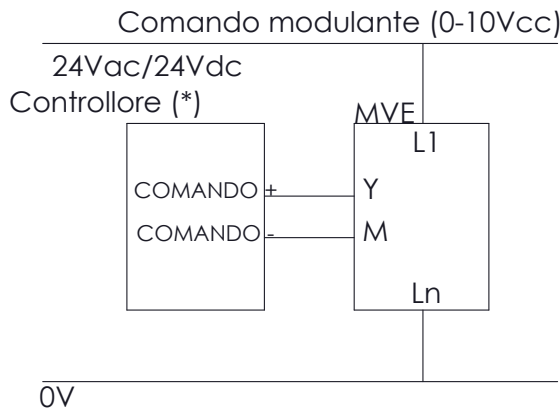 Comando modulante (0-10Vcc)
24Vac/24Vdc
Controllore (*)
MVE
L1
COMANDO +
Y
COMANDO -
M
Ln
0V